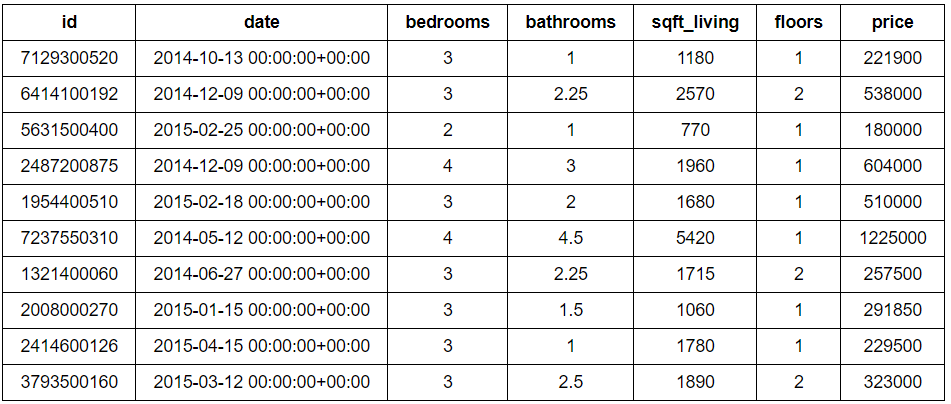 id date bedrooms bathrooms sqft_living floors price
7129300520 2014-10-13 00:00:00+00:00 3 1 1180 1 221900
6414100192 2014-12-09 00:00:00+00:00 3 2.25 2570 2 538000
5631500400 2015-02-25 00:00:00+00:00 2 1 770 1 180000
2487200875 2014-12-09 00:00:00+00:00 4 3 1960 1 604000
1954400510 2015-02-18 00:00:00+00:00 3 2 1680 1 510000
7237550310 2014-05-12 00:00:00+00:00 4 4.5 5420 1 1225000
1321400060 2014-06-27 00:00:00+00:00 3 2.25 1715 2 257500
2008000270 2015-01-15 00:00:00+00:00 3 1.5 1060 1 291850
2414600126 2015-04-15 00:00:00+00:00 3 1 1780 1 229500
3793500160 2015-03-12 00:00:00+00:00 3 2.5 1890 2 323000